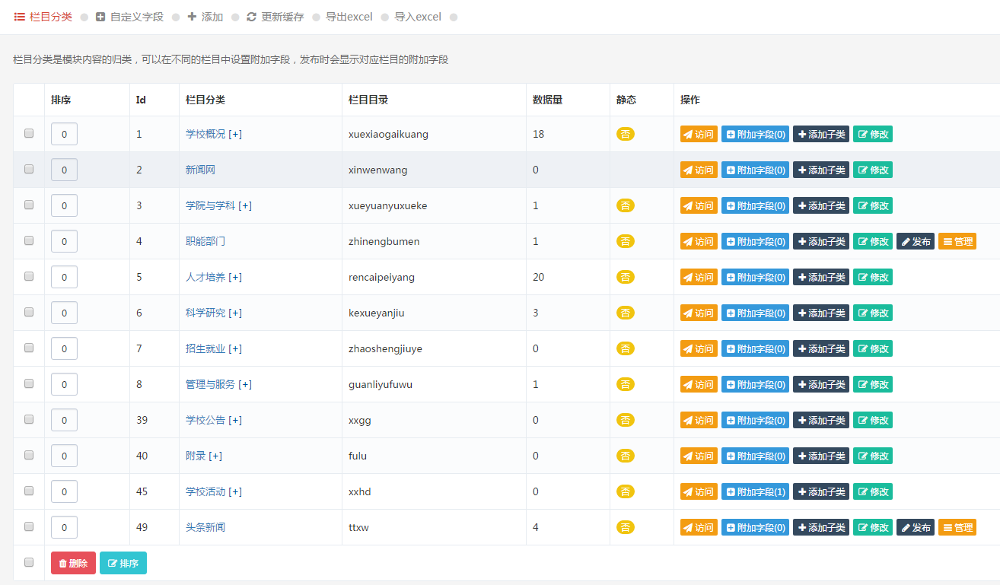 栏目分类 自定义字段 添加 更新缓存 导出excel 导入excel
栏目分类是模块内容的归类，可以在不同的栏目中设置附加字段，发布时会显示对应栏目的附加字段
排序 Id 栏目分类 栏目目录 数据量 静态 操作
0 1 学校概况 [+] xuexiaogaikuang 18 否 访问 附加字段(0) 添加子类 修改
0 2 新闻网 xinwenwang 0 访问 附加字段(0) 添加子类 修改
0 3 学院与学科 [+] xueyuanyuxueke 1 否 访问 附加字段(0) 添加子类 修改
0 4 职能部门 zhinengbumen 1 否 访问 附加字段(0) 添加子类 修改 发布 管理
0 5 人才培养 [+] rencaipeiyang 20 否 访问 附加字段(0) 添加子类 修改
0 6 科学研究 [+] kexueyanjiu 3 否 访问 附加字段(0) 添加子类 修改
0 7 招生就业 [+] zhaoshengjiuye 0 否 访问 附加字段(0) 添加子类 修改
0 8 管理与服务 [+] guanliyufuwu 1 否 访问 附加字段(0) 添加子类 修改
0 39 学校公告 [+] xxgg 0 否 访问 附加字段(0) 添加子类 修改
0 40 附录 [+] fulu 0 否 访问 附加字段(0) 添加子类 修改
0 45 学校活动 [+] xxhd 0 否 访问 附加字段(1) 添加子类 修改
0 49 头条新闻 ttxw 4 否 访问 附加字段(0) 添加子类 修改 发布 管理
删除 排序